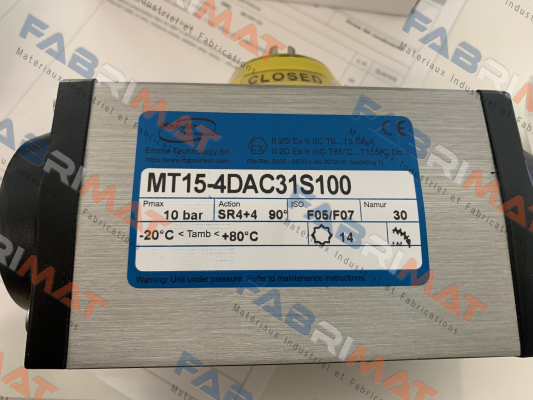 CLOSED
Emme Technology Srl
II 2G Ex h IIC T6...T3 Gb X
II 2D Ex h IIIC T85°C...T155°C Db X
MT15-4DAC31S100
Pmax Action ISO Namur
10 bar SR4+4 90° F05/F07 30
-20°C < Tamb < +80°C 14
Warning: Unit under pressure. Refer to maintenance instructions.
FABRIMAT
Materiaux Industriel et Fabrications